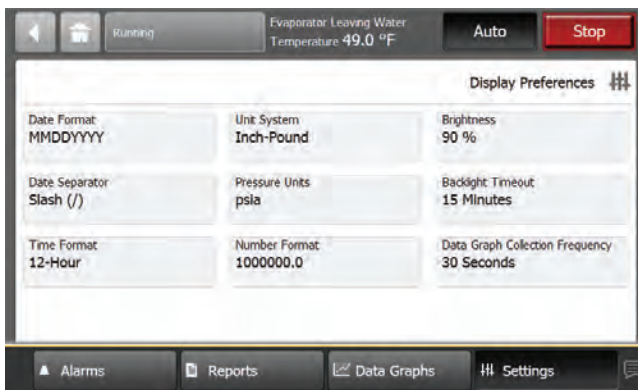 Running
Evaporator Leaving Water
Temperature 49.0 °F
Auto
Stop
Display Preferences
Date Format
MMDDYYYY
Unit System
Inch-Pound
Brightness
90 %
Date Separator
Slash (/)
Pressure Units
psia
Backlight Timeout
15 Minutes
Time Format
12-Hour
Number Format
1000000.0
Data Graph Collection Frequency
30 Seconds
Alarms
Reports
Data Graphs
Settings